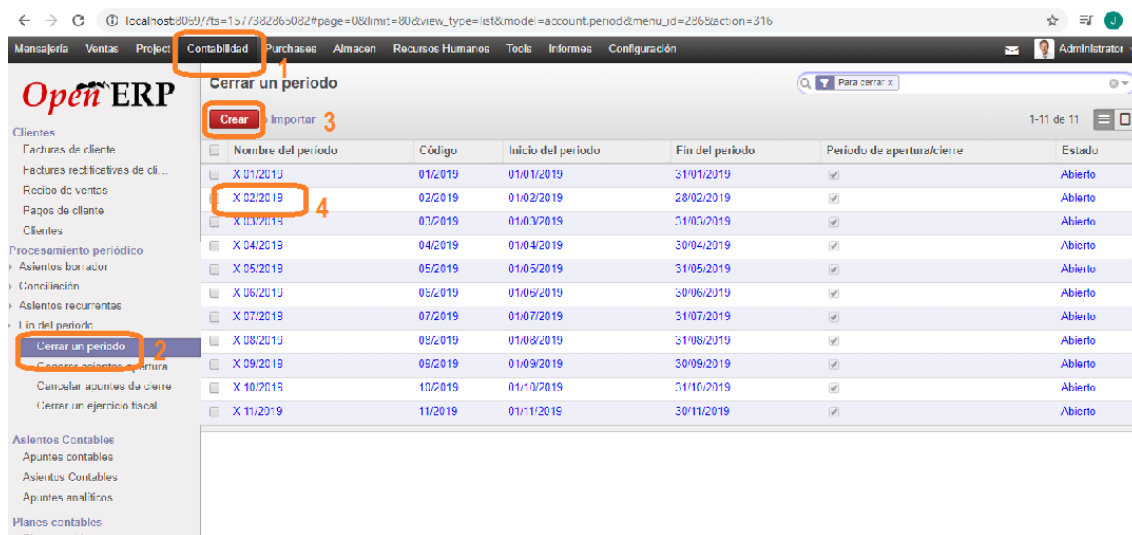 localhost:8069/?ts=1577382865082#page=0&limit=80&view_type=list&model=account.period&menu_id=286&action=316
J
Mensajería Ventas Project Contabilidad Purchases Almacen Recursos Humanos Tools Informes Configuración Administrator
1
Open ERP
Cerrar un periodo
Para cerrar x
Crear o Importar 3
1-11 de 11
Clientes
Facturas de cliente
Facturas rectificativas de cli...
Recibo de ventas
Pagos de cliente
Clientes
Procesamiento periódico
Asientos borrador
Conciliación
Asientos recurrentes
Fin del periodo
Cerrar un periodo 2
Generar asientos apertura
Cancelar apuntes de cierre
Cerrar un ejercicio fiscal
Asientos Contables
Apuntes contables
Asientos Contables
Apuntes analíticos
Planes contables
Nombre del periodo Código Inicio del periodo Fin del periodo Periodo de apertura/cierre Estado
X 01/2019 01/2019 01/01/2019 31/01/2019 Abierto
X 02/2019 4 02/2019 01/02/2019 28/02/2019 Abierto
X 03/2019 03/2019 01/03/2019 31/03/2019 Abierto
X 04/2019 04/2019 01/04/2019 30/04/2019 Abierto
X 05/2019 05/2019 01/05/2019 31/05/2019 Abierto
X 06/2019 06/2019 01/06/2019 30/06/2019 Abierto
X 07/2019 07/2019 01/07/2019 31/07/2019 Abierto
X 08/2019 08/2019 01/08/2019 31/08/2019 Abierto
X 09/2019 09/2019 01/09/2019 30/09/2019 Abierto
X 10/2019 10/2019 01/10/2019 31/10/2019 Abierto
X 11/2019 11/2019 01/11/2019 30/11/2019 Abierto